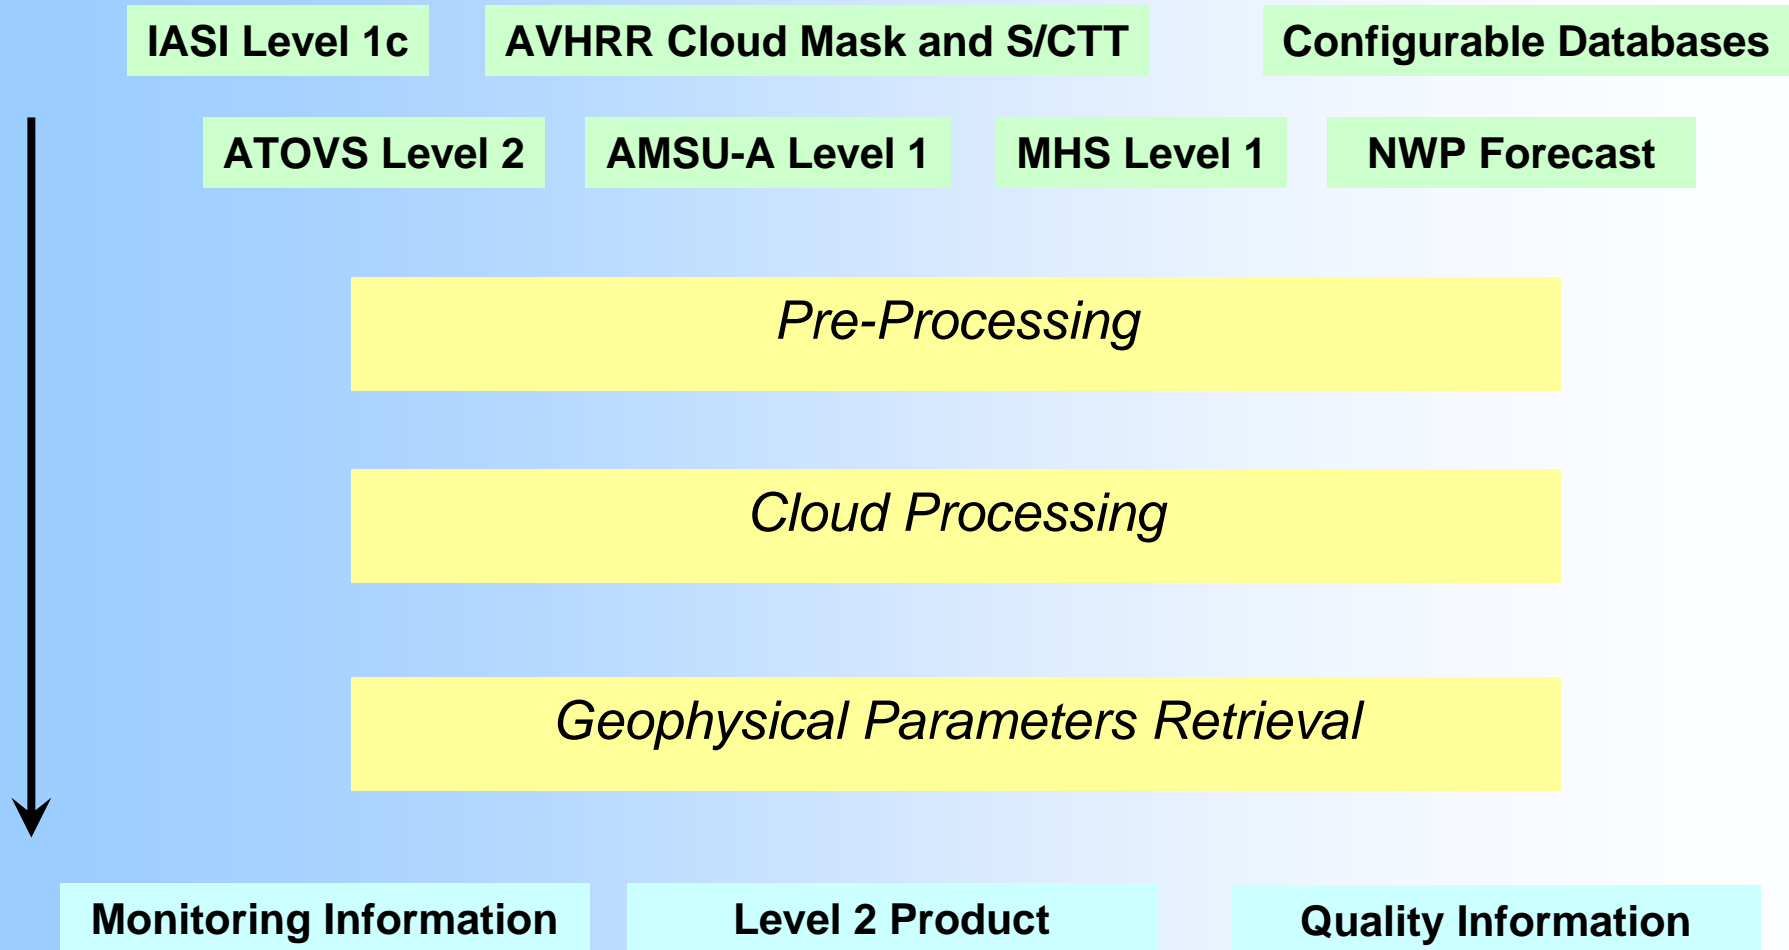 IASI Level 1c
AVHRR Cloud Mask and S/CTT
Configurable Databases
ATOVS Level 2
AMSU-A Level 1
MHS Level 1
NWP Forecast
Pre-Processing
Cloud Processing
Geophysical Parameters Retrieval
Monitoring Information
Level 2 Product
Quality Information